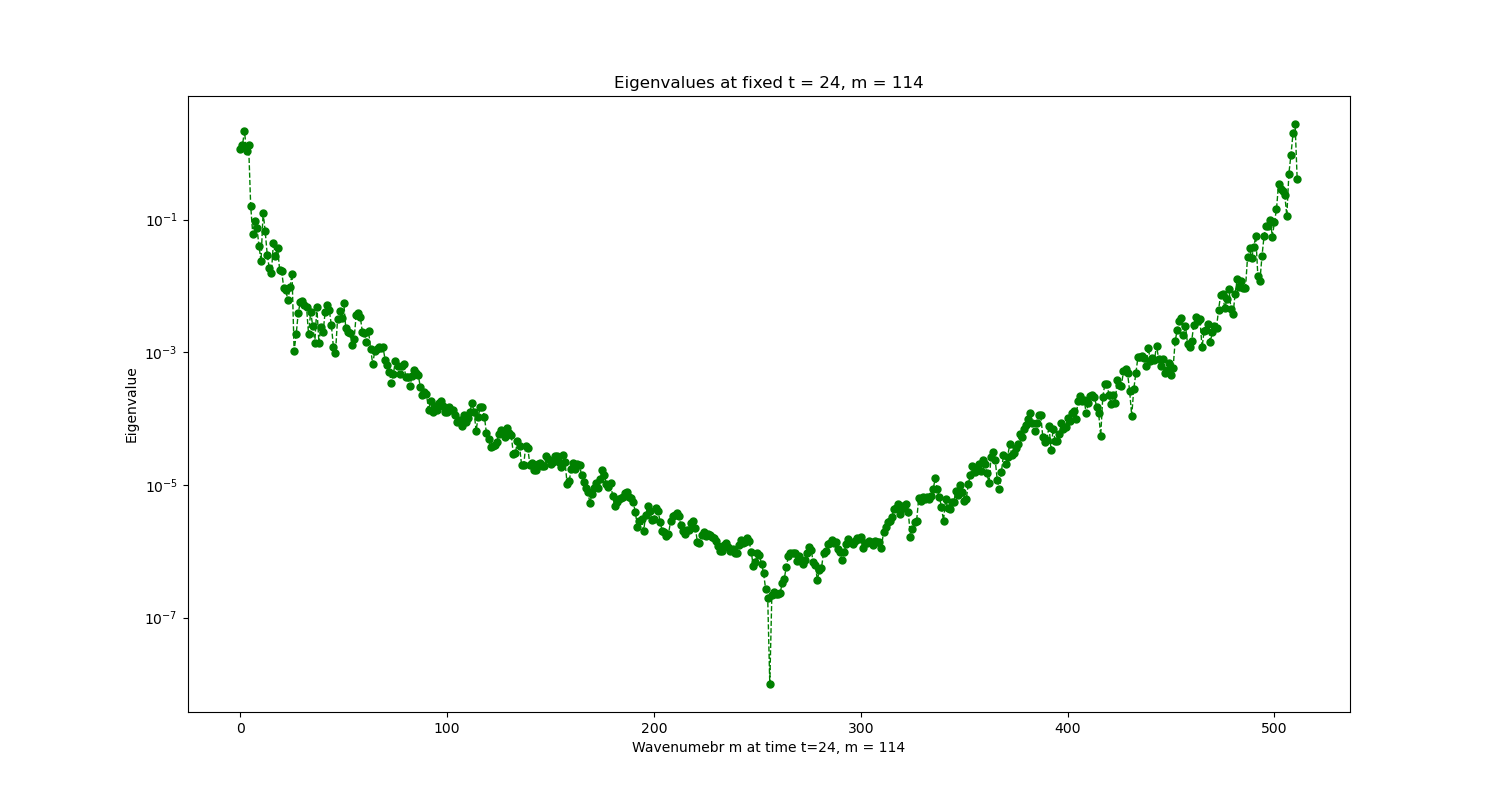 Eigenvalues at fixed t = 24, m = 114
Eigenvalue
10⁻¹
10⁻³
10⁻⁵
10⁻⁷
0 100 200 300 400 500
Wavenumebr m at time t=24, m = 114